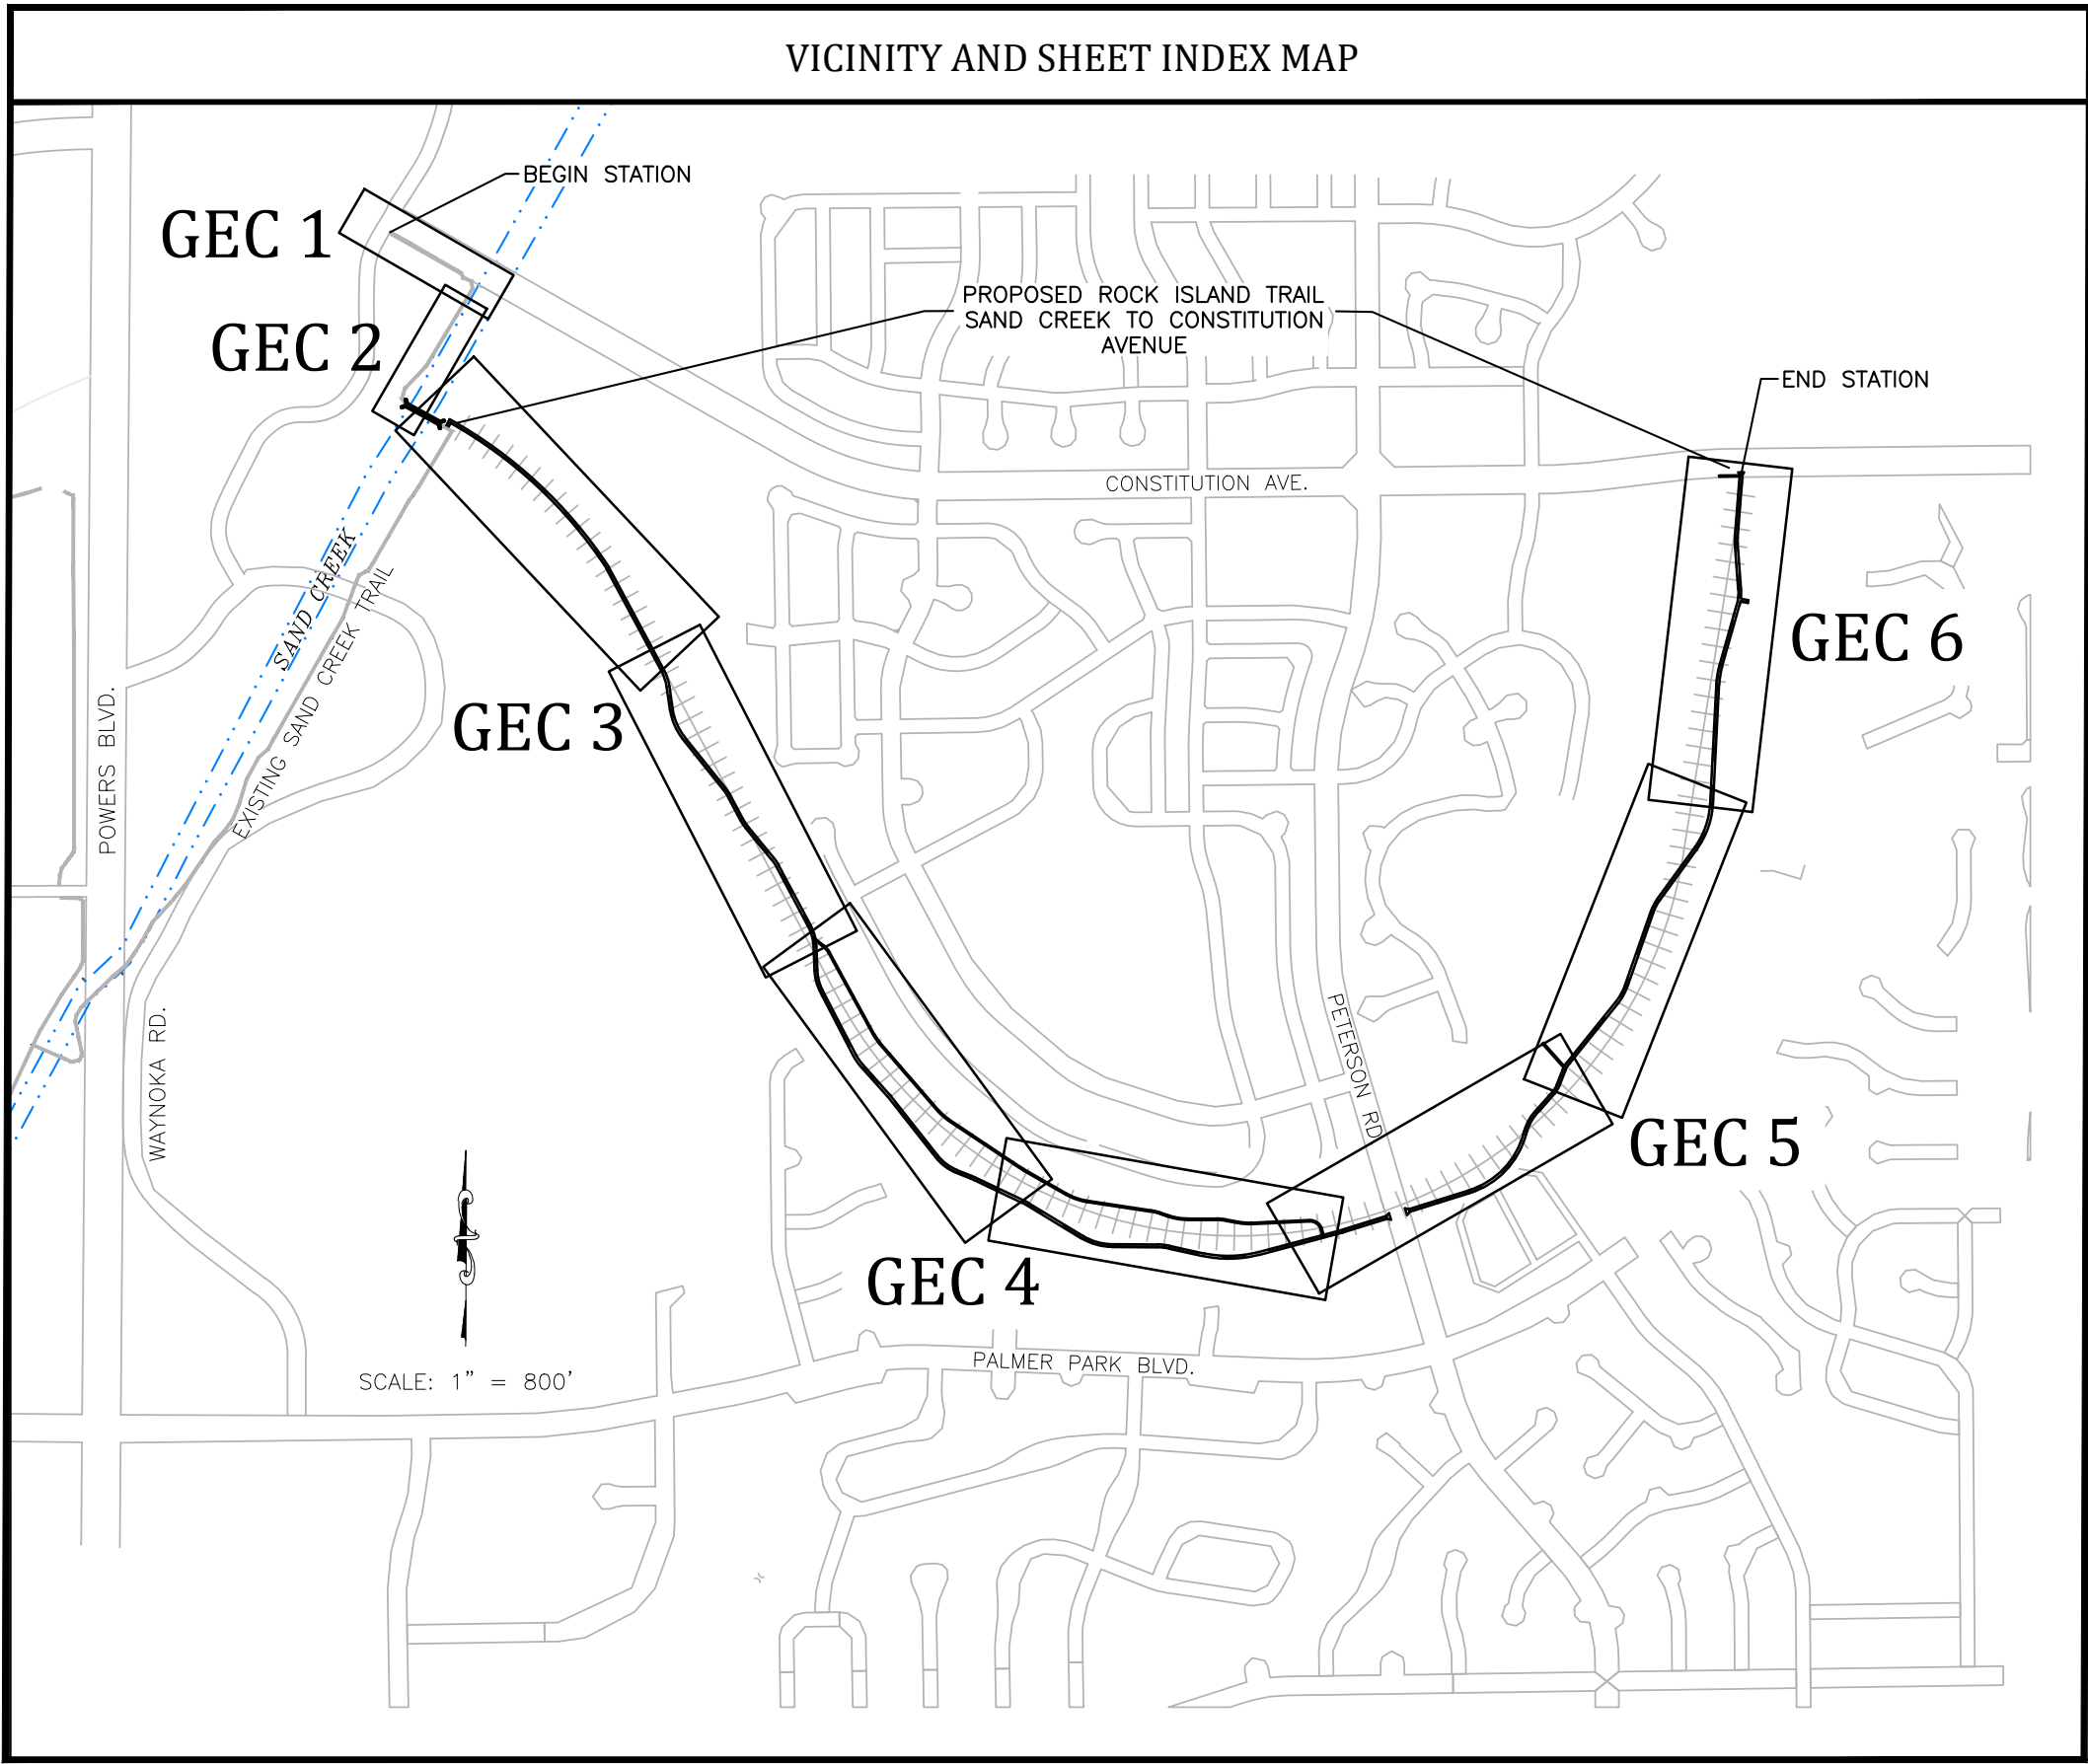 VICINITY AND SHEET INDEX MAP
BEGIN STATION
GEC 1
PROPOSED ROCK ISLAND TRAIL
SAND CREEK TO CONSTITUTION
AVENUE
GEC 2
END STATION
CONSTITUTION AVE.
SAND CREEK
EXISTING SAND CREEK TRAIL
GEC 6
POWERS BLVD.
GEC 3
PETERSON RD
WAYNOKA RD.
GEC 5
GEC 4
PALMER PARK BLVD.
SCALE: 1" = 800'